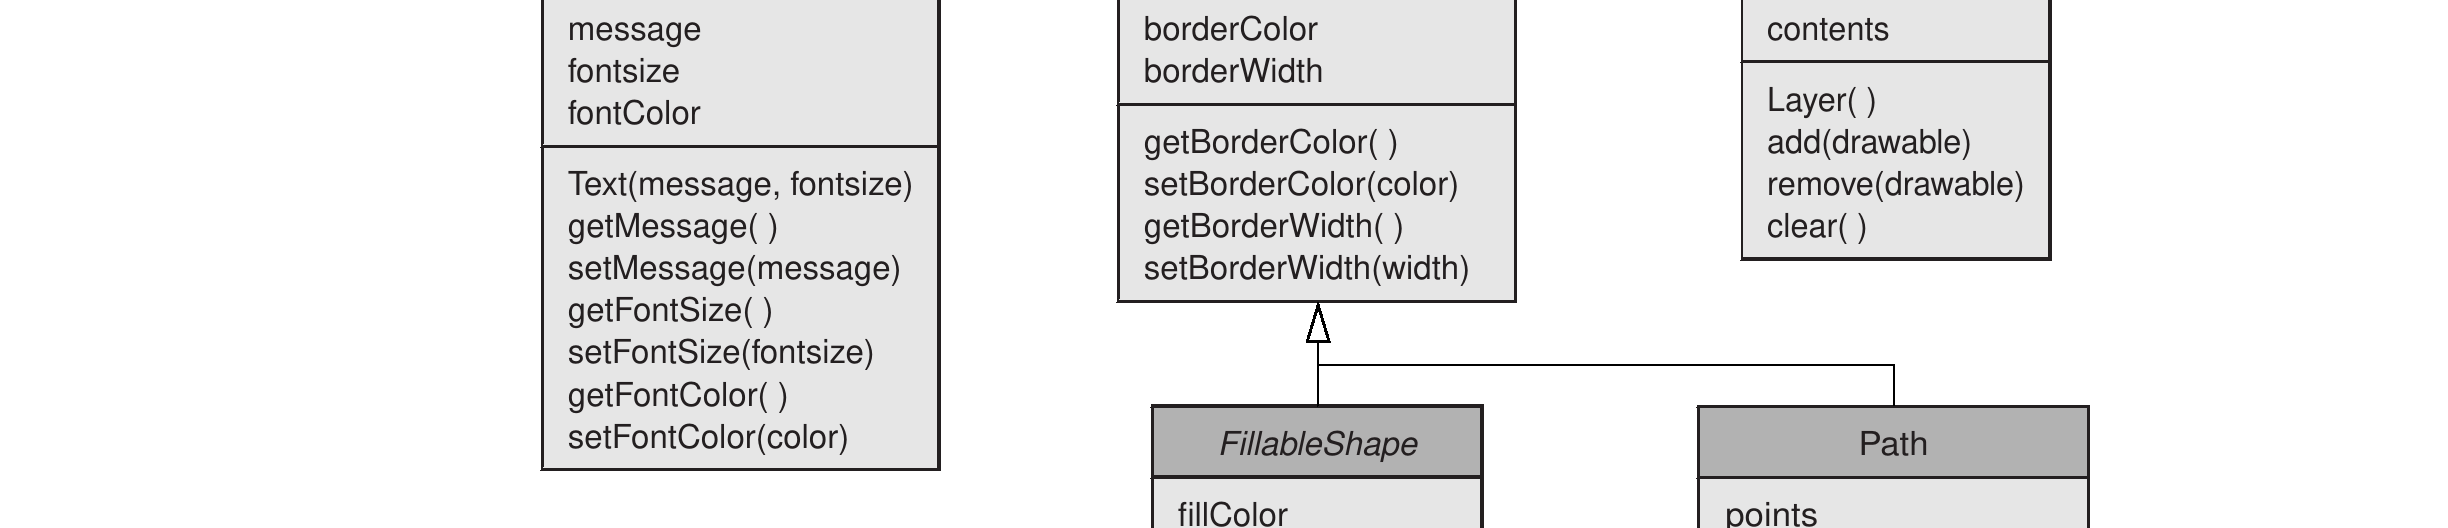 message
fontsize
fontColor
Text(message, fontsize)
getMessage( )
setMessage(message)
getFontSize( )
setFontSize(fontsize)
getFontColor( )
setFontColor(color)
borderColor
borderWidth
getBorderColor( )
setBorderColor(color)
getBorderWidth( )
setBorderWidth(width)
contents
Layer( )
add(drawable)
remove(drawable)
clear( )
FillableShape
fillColor
Path
points